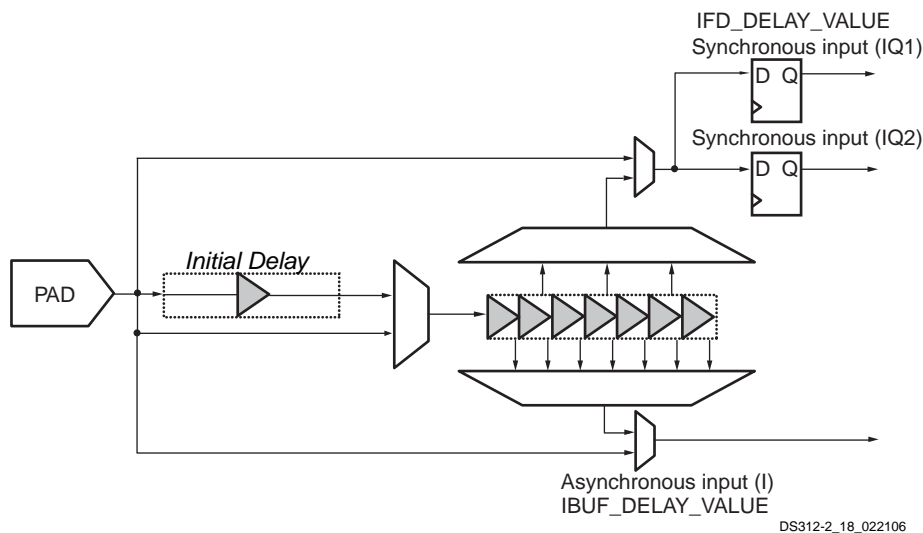 IFD_DELAY_VALUE
Synchronous input (IQ1)
D Q
Synchronous input (IQ2)
D Q
Initial Delay
PAD
Asynchronous input (I)
IBUF_DELAY_VALUE
DS312-2_18_022106